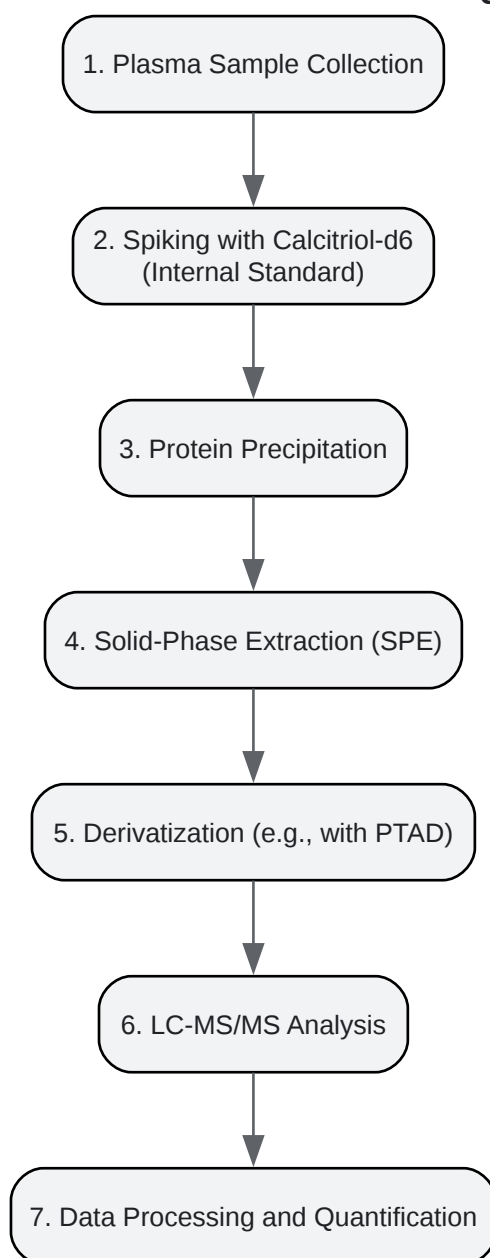 1. Plasma Sample Collection
2. Spiking with Calcitriol-d6
(Internal Standard)
3. Protein Precipitation
4. Solid-Phase Extraction (SPE)
5. Derivatization (e.g., with PTAD)
6. LC-MS/MS Analysis
7. Data Processing and Quantification